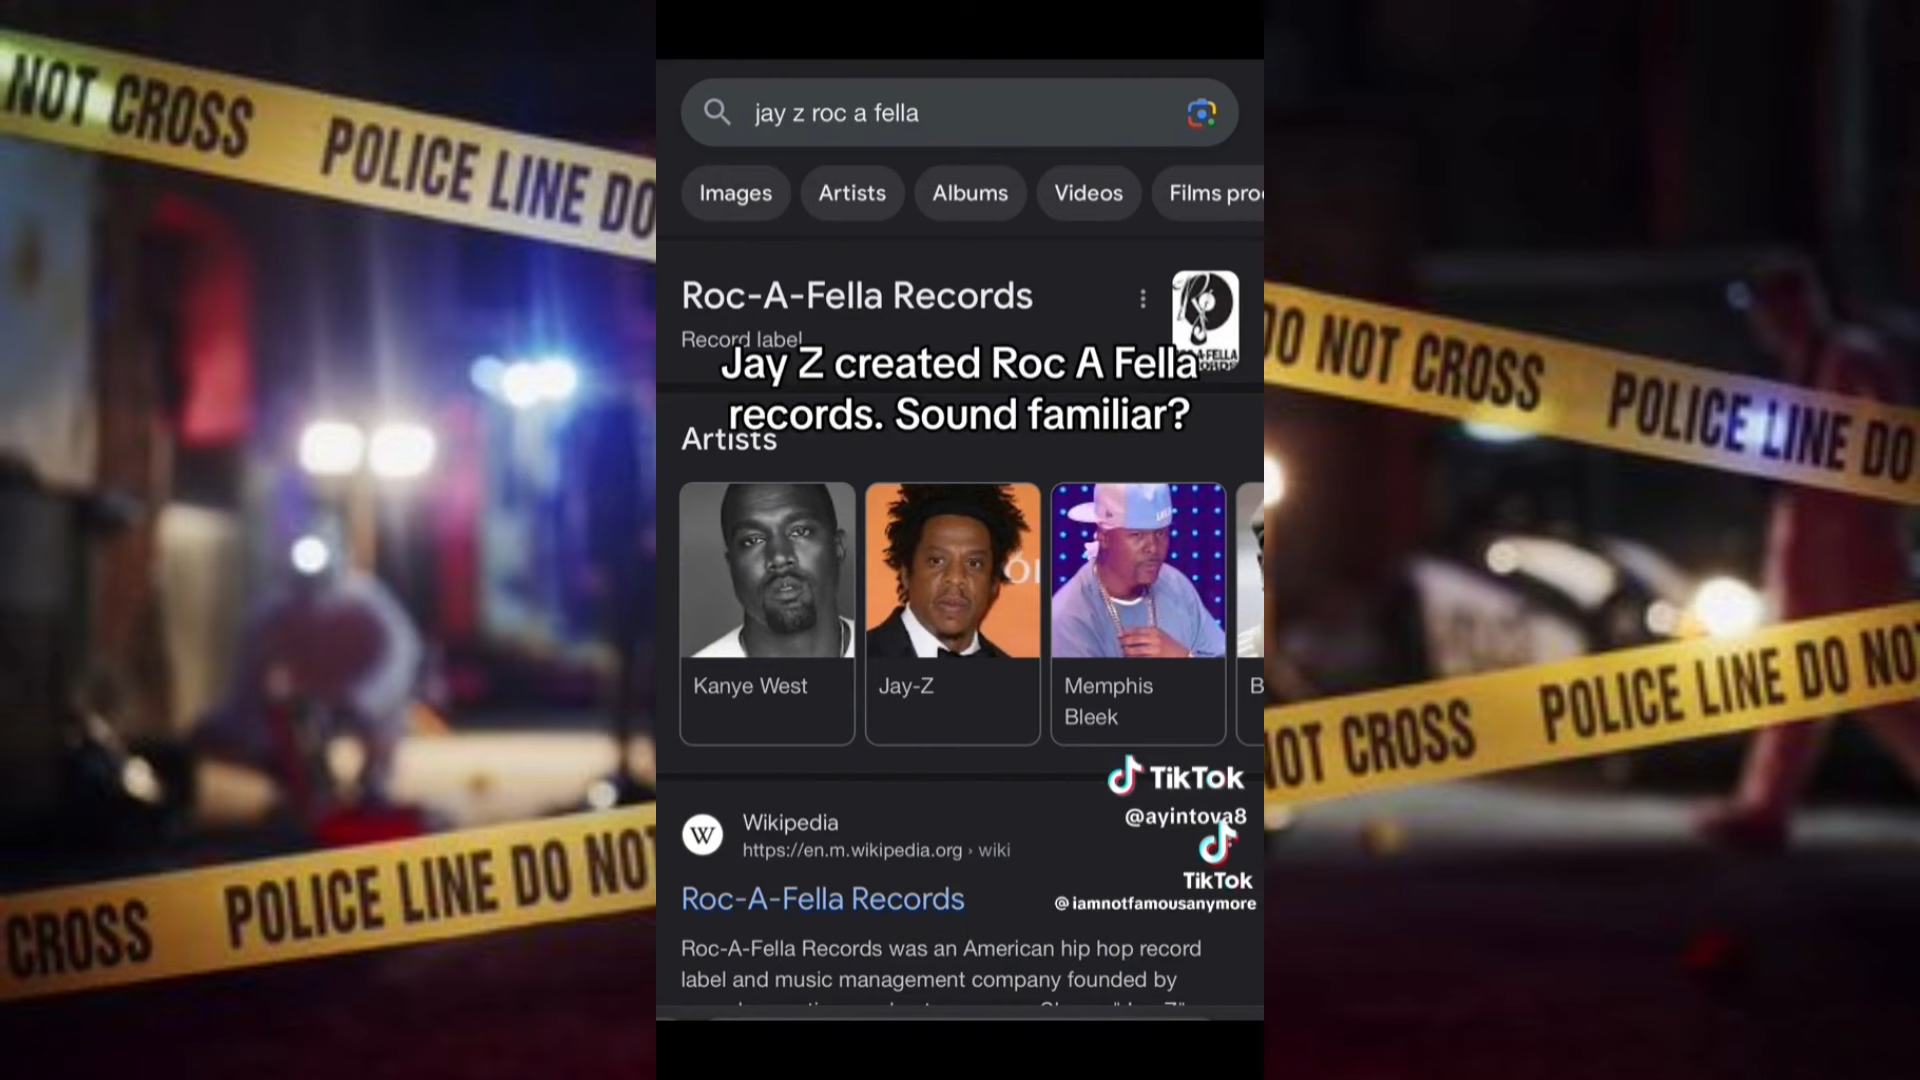 NOT CROSS POLICE LINE DO
jay z roc a fella
Images
Artists
Albums
Videos
Films pro
Roc-A-Fella Records
Record label
Jay Z created Roc A Fella
records. Sound familiar?
Artists
Kanye West
Jay-Z
Memphis
Bleek
B
TikTok
@ayintova8
TikTok
@iamnotfamousanymore
W
Wikipedia
https://en.m.wikipedia.org › wiki
Roc-A-Fella Records
Roc-A-Fella Records was an American hip hop record
label and music management company founded by
CROSS POLICE LINE DO NOT
DO NOT CROSS POLICE LINE DO
NOT CROSS POLICE LINE DO NO